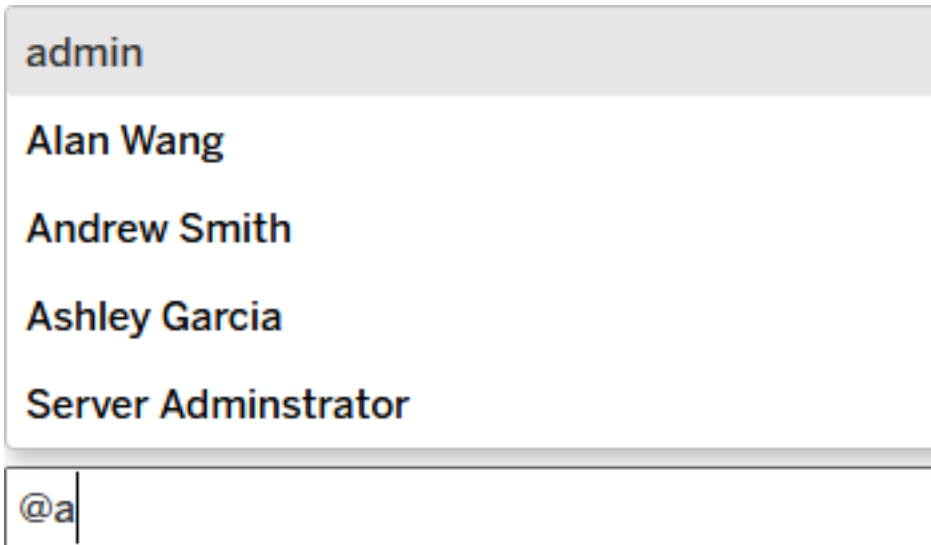 admin
Alan Wang
Andrew Smith
Ashley Garcia
Server Adminstrator
@a